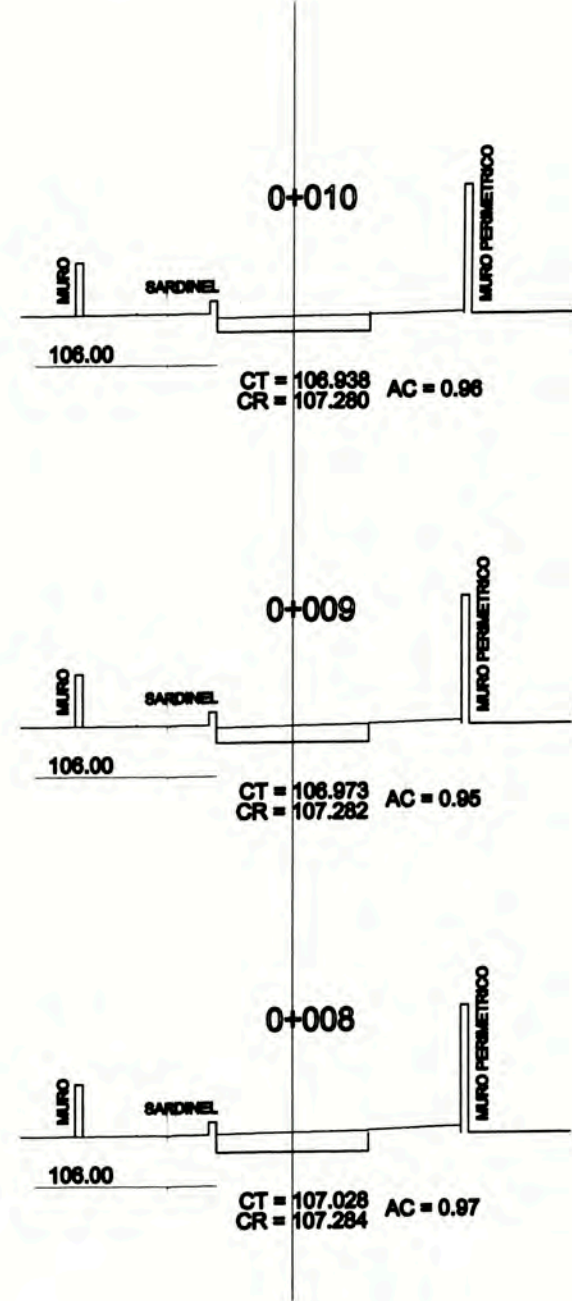 0+010
MURO
SARDINEL
MURO PERIMETRICO
106.00
CT = 106.938
CR = 107.280
AC = 0.96
0+009
MURO
SARDINEL
MURO PERIMETRICO
106.00
CT = 106.973
CR = 107.282
AC = 0.95
0+008
MURO
SARDINEL
MURO PERIMETRICO
106.00
CT = 107.028
CR = 107.284
AC = 0.97